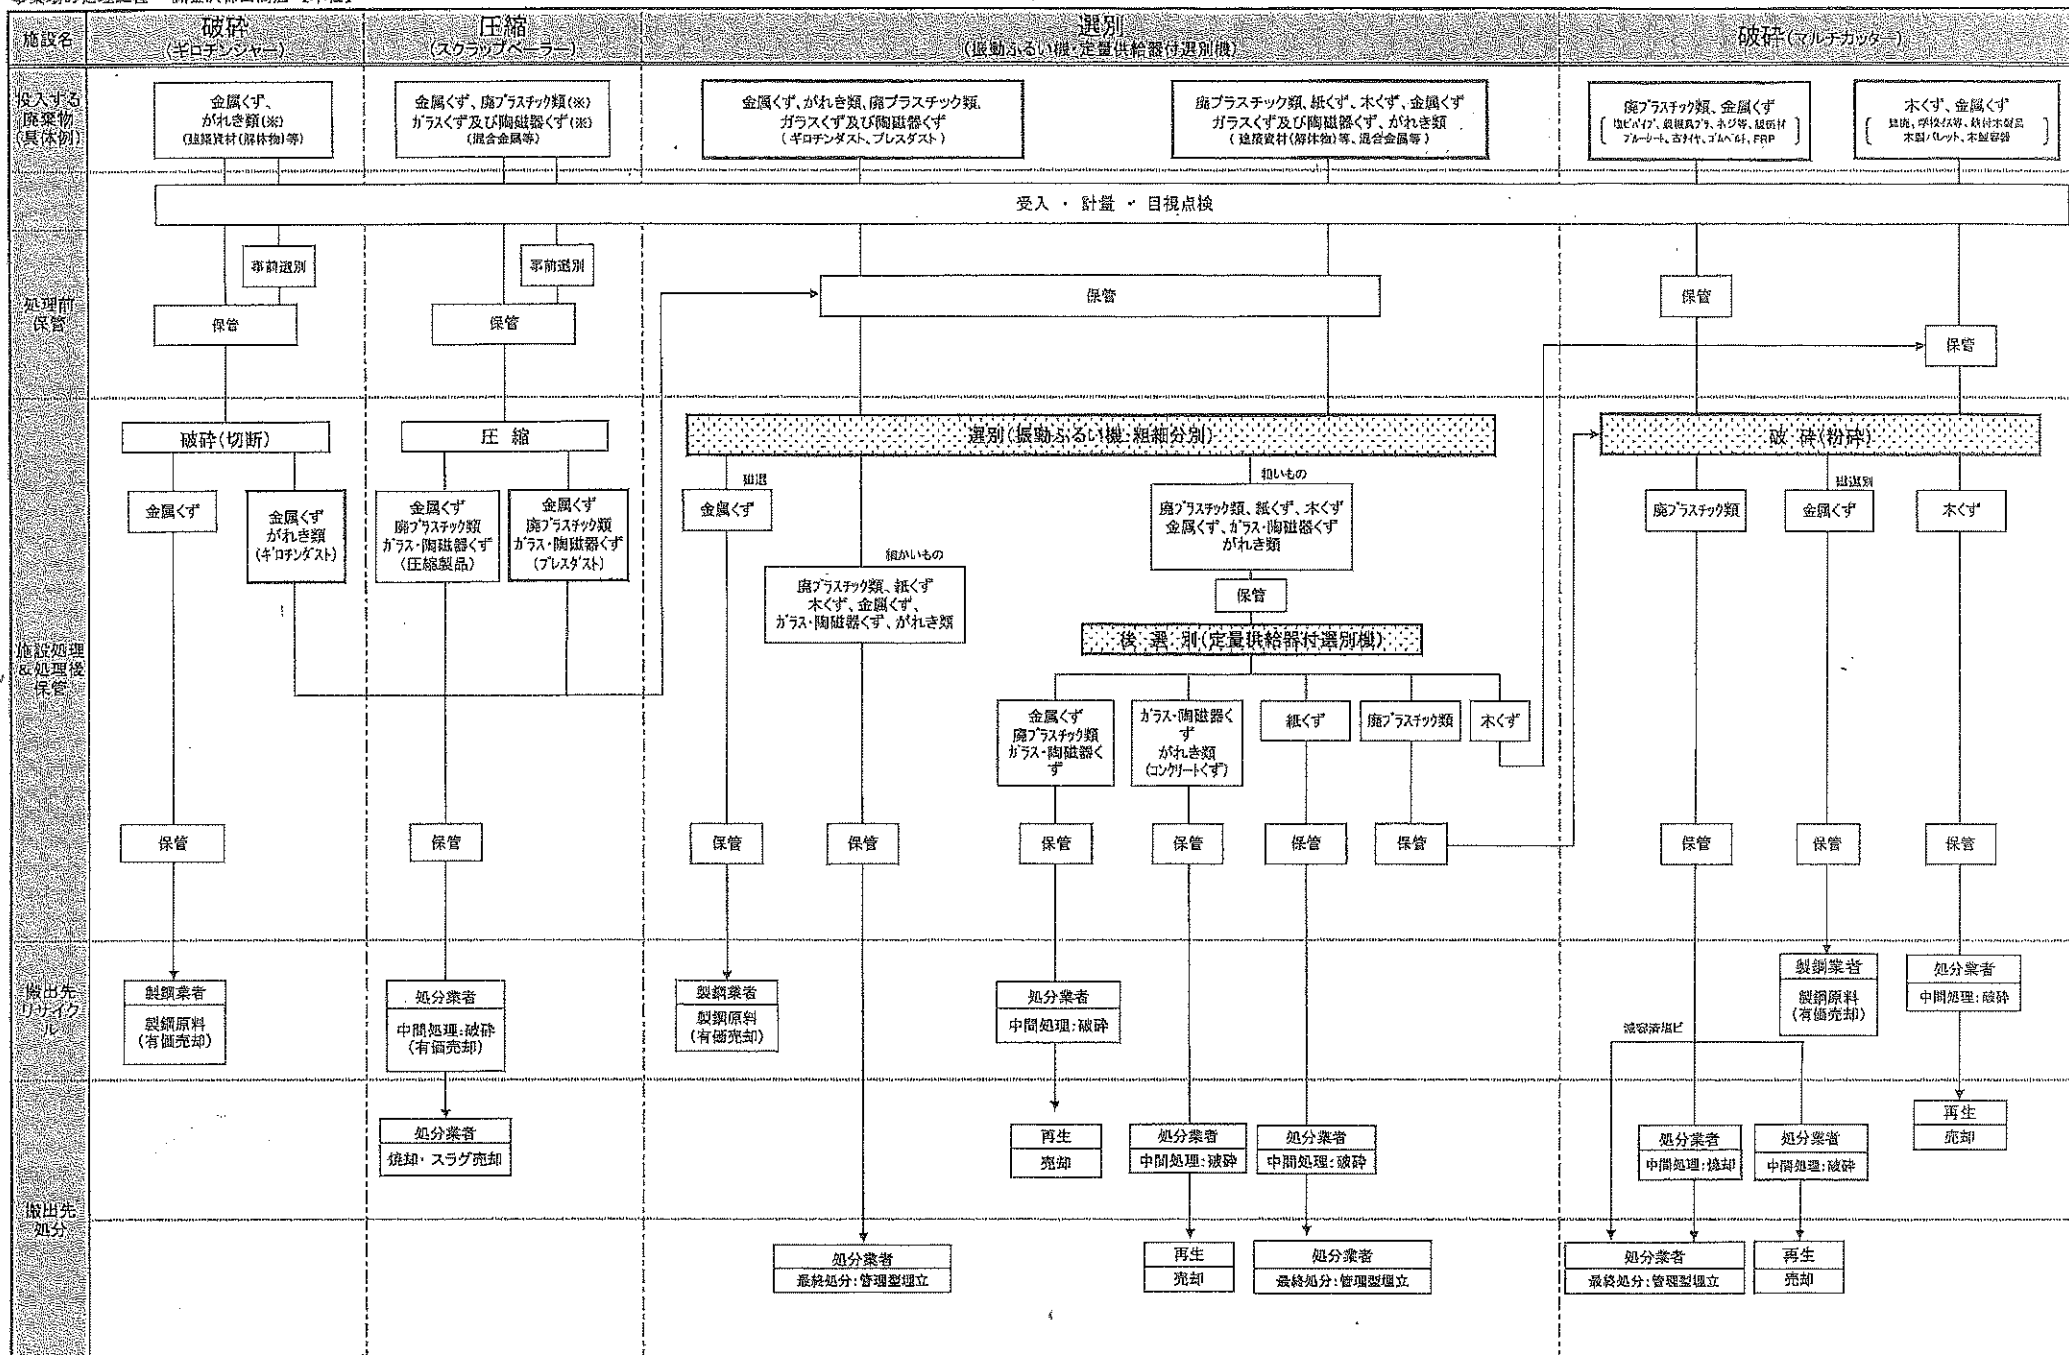 施設名
破砕
(ギロチンシャー)
圧縮
(スクラップベーラー)
選別
(振動ふるい機・定量供給器付選別機)
破砕(マルチカッター)
投入する
廃棄物
(具体例)
金属くず、
がれき類(※)
(建築資材(解体物)等)
金属くず、廃プラスチック類(※)
ガラスくず及び陶磁器くず(※)
(混合金属等)
金属くず、がれき類、廃プラスチック類、
ガラスくず及び陶磁器くず
(ギロチンダスト、プレスダスト)
廃プラスチック類、紙くず、木くず、金属くず
ガラスくず及び陶磁器くず、がれき類
(建築資材(解体物)等、混合金属等)
廃プラスチック類、金属くず
ブルーシート、古タイヤ、ゴムベルト、FRP
木くず、金属くず
木製パレット、木製容器
受入・計量・目視点検
処理前
保管
事前選別
保管
事前選別
保管
保管
保管
保管
施設処理
&処理後
保管
破砕(切断)
圧縮
選別(振動ふるい機:粗細分別)
破砕(粉砕)
金属くず
金属くず
がれき類
(ギロチンダスト)
金属くず
廃プラスチック類
ガラス・陶磁器くず
(圧縮製品)
金属くず
廃プラスチック類
ガラス・陶磁器くず
(プレスダスト)
磁選
金属くず
細かいもの
廃プラスチック類、紙くず
木くず、金属くず、
ガラス・陶磁器くず、がれき類
粗いもの
廃プラスチック類、紙くず、木くず
金属くず、ガラス・陶磁器くず
がれき類
保管
後選別(定量供給器付選別機)
廃プラスチック類
磁選別
金属くず
木くず
金属くず
廃プラスチック類
ガラス・陶磁器く
ず
ガラス・陶磁器く
ず
がれき類
(コンクリートくず)
紙くず
廃プラスチック類
木くず
保管
保管
保管
保管
保管
保管
保管
保管
保管
保管
保管
搬出先
リサイク
ル
製鋼業者
製鋼原料
(有価売却)
処分業者
中間処理:破砕
(有価売却)
製鋼業者
製鋼原料
(有価売却)
処分業者
中間処理:破砕
製鋼業者
製鋼原料
(有価売却)
処分業者
中間処理:破砕
搬出先
処分
処分業者
焼却・スラグ売却
再生
売却
処分業者
中間処理:破砕
処分業者
中間処理:破砕
処分業者
中間処理:焼却
処分業者
中間処理:破砕
再生
売却
処分業者
最終処分:管理型埋立
再生
売却
処分業者
最終処分:管理型埋立
処分業者
最終処分:管理型埋立
再生
売却